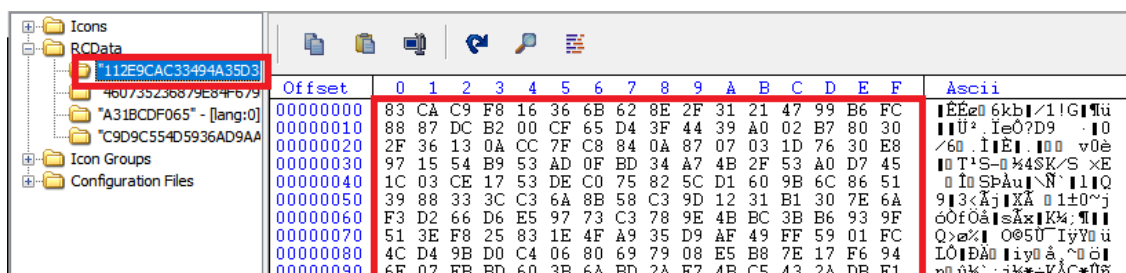 Icons
RCData
"112E9CAC33494A35D3
"460735236879E84F679
"A31BCDF065" - [lang:0]
"C9D9C554D5936AD9AA
Icon Groups
Configuration Files
Offset 0 1 2 3 4 5 6 7 8 9 A B C D E F Ascii
00000000 83 CA C9 F8 16 36 6B 62 8E 2F 31 21 47 99 B6 FC
00000010 88 87 DC B2 00 CF 65 D4 3F 44 39 A0 02 B7 80 30
00000020 2F 36 13 0A CC 7F C8 84 0A 87 07 03 1D 76 30 E8
00000030 97 15 54 B9 53 AD 0F BD 34 A7 4B 2F 53 A0 D7 45
00000040 1C 03 CE 17 53 DE C0 75 82 5C D1 60 9B 6C 86 51
00000050 39 88 33 3C C3 6A 8B 58 C3 9D 12 31 B1 30 7E 6A
00000060 F3 D2 66 D6 E5 97 73 C3 78 9E 4B BC 3B B6 93 9F
00000070 51 3E F8 25 83 1E 4F A9 35 D9 AF 49 FF 59 01 FC
00000080 4C D4 9B D0 C4 06 80 69 79 08 E5 B8 7E 17 F6 94